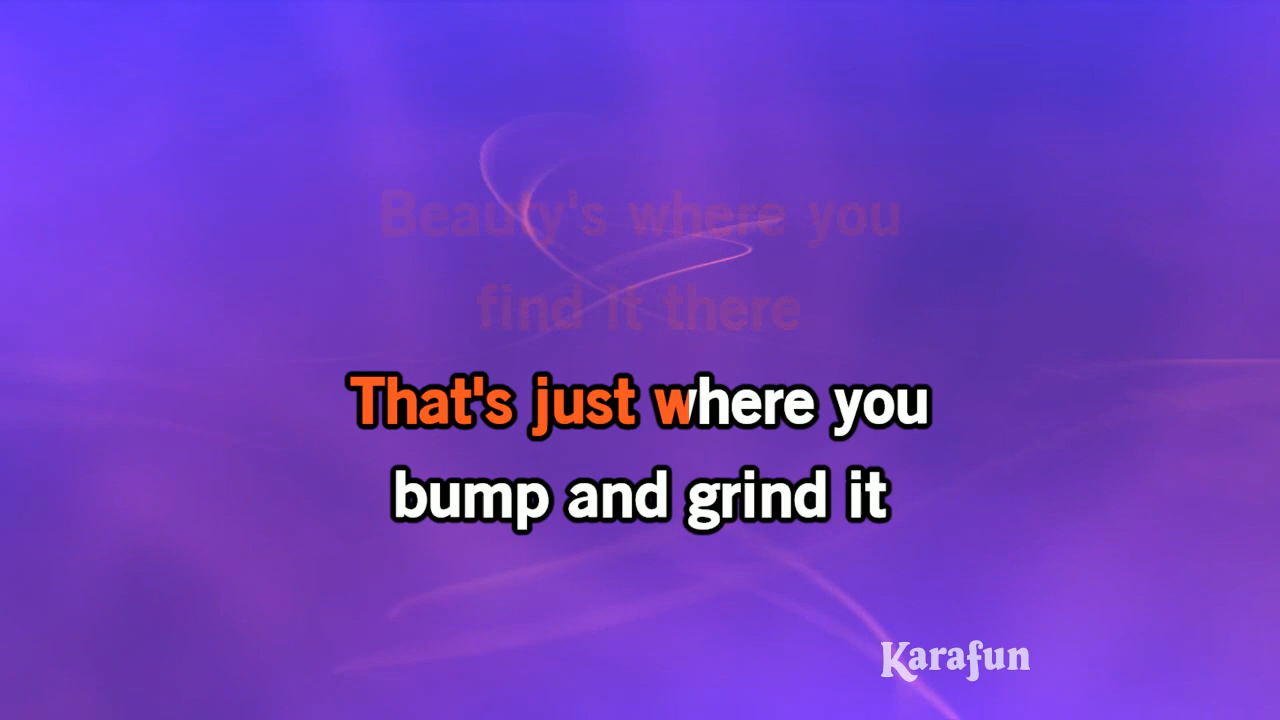 Beauty's where you
find it there
That's just where you
bump and grind it
Karafun